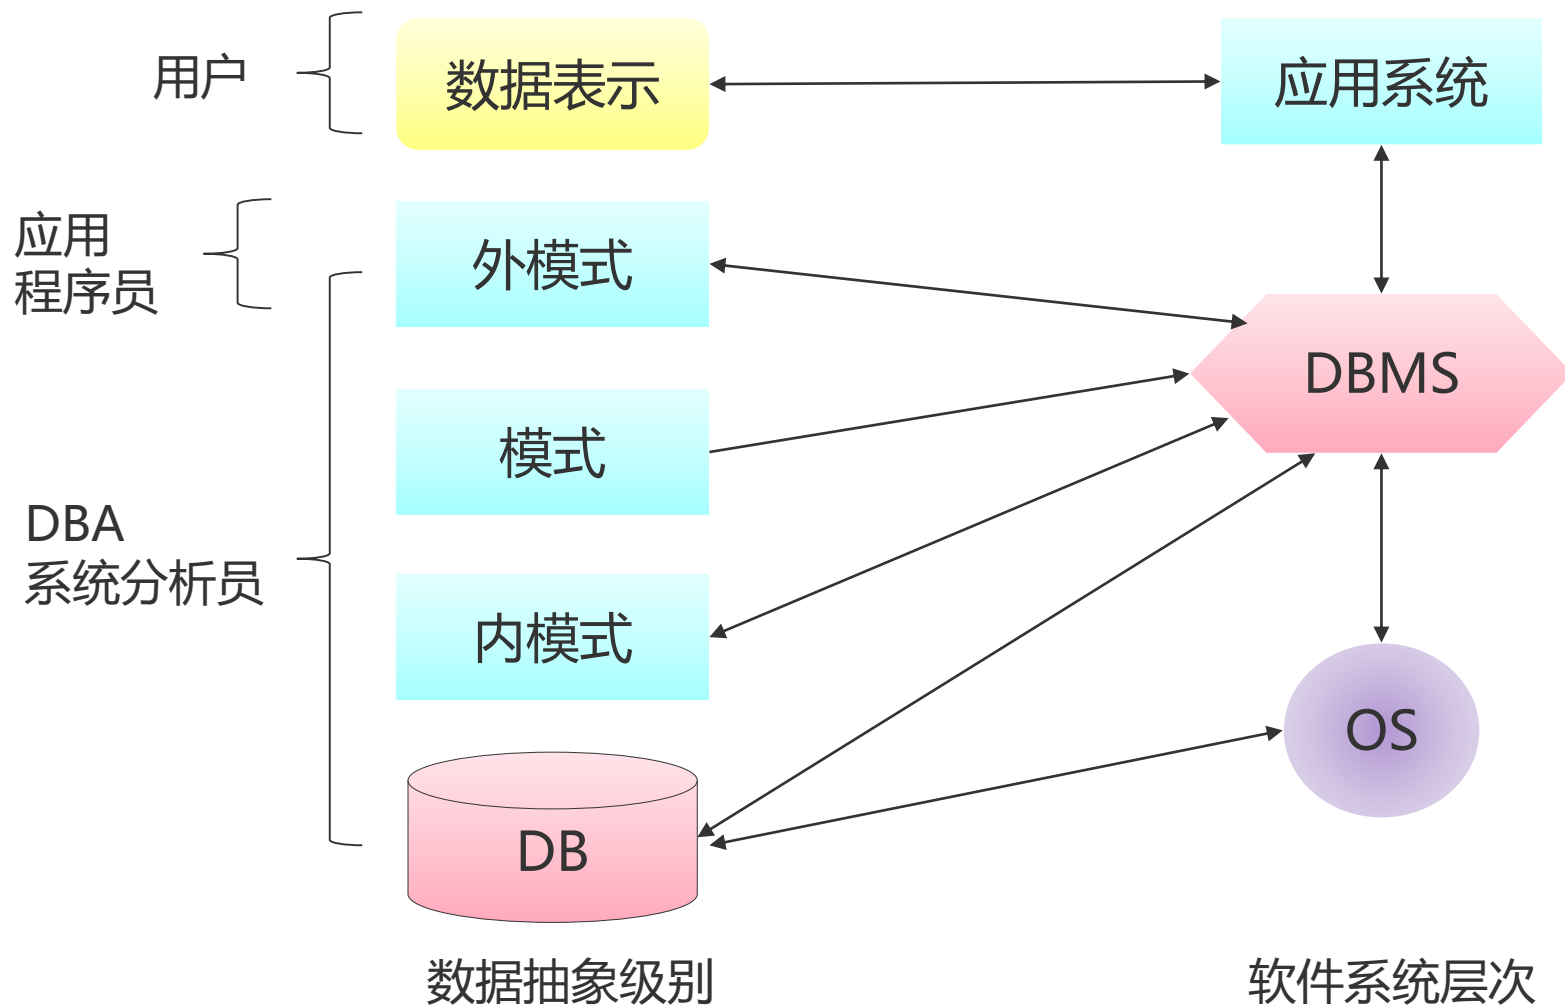 用户
数据表示
应用系统
应用
程序员
外模式
DBMS
模式
DBA
系统分析员
内模式
OS
DB
数据抽象级别
软件系统层次